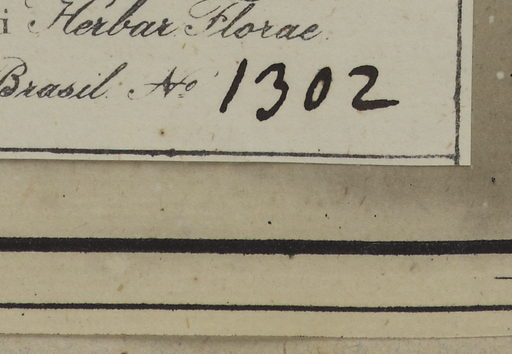 i Herbar. Florae
Brasil. No 1302